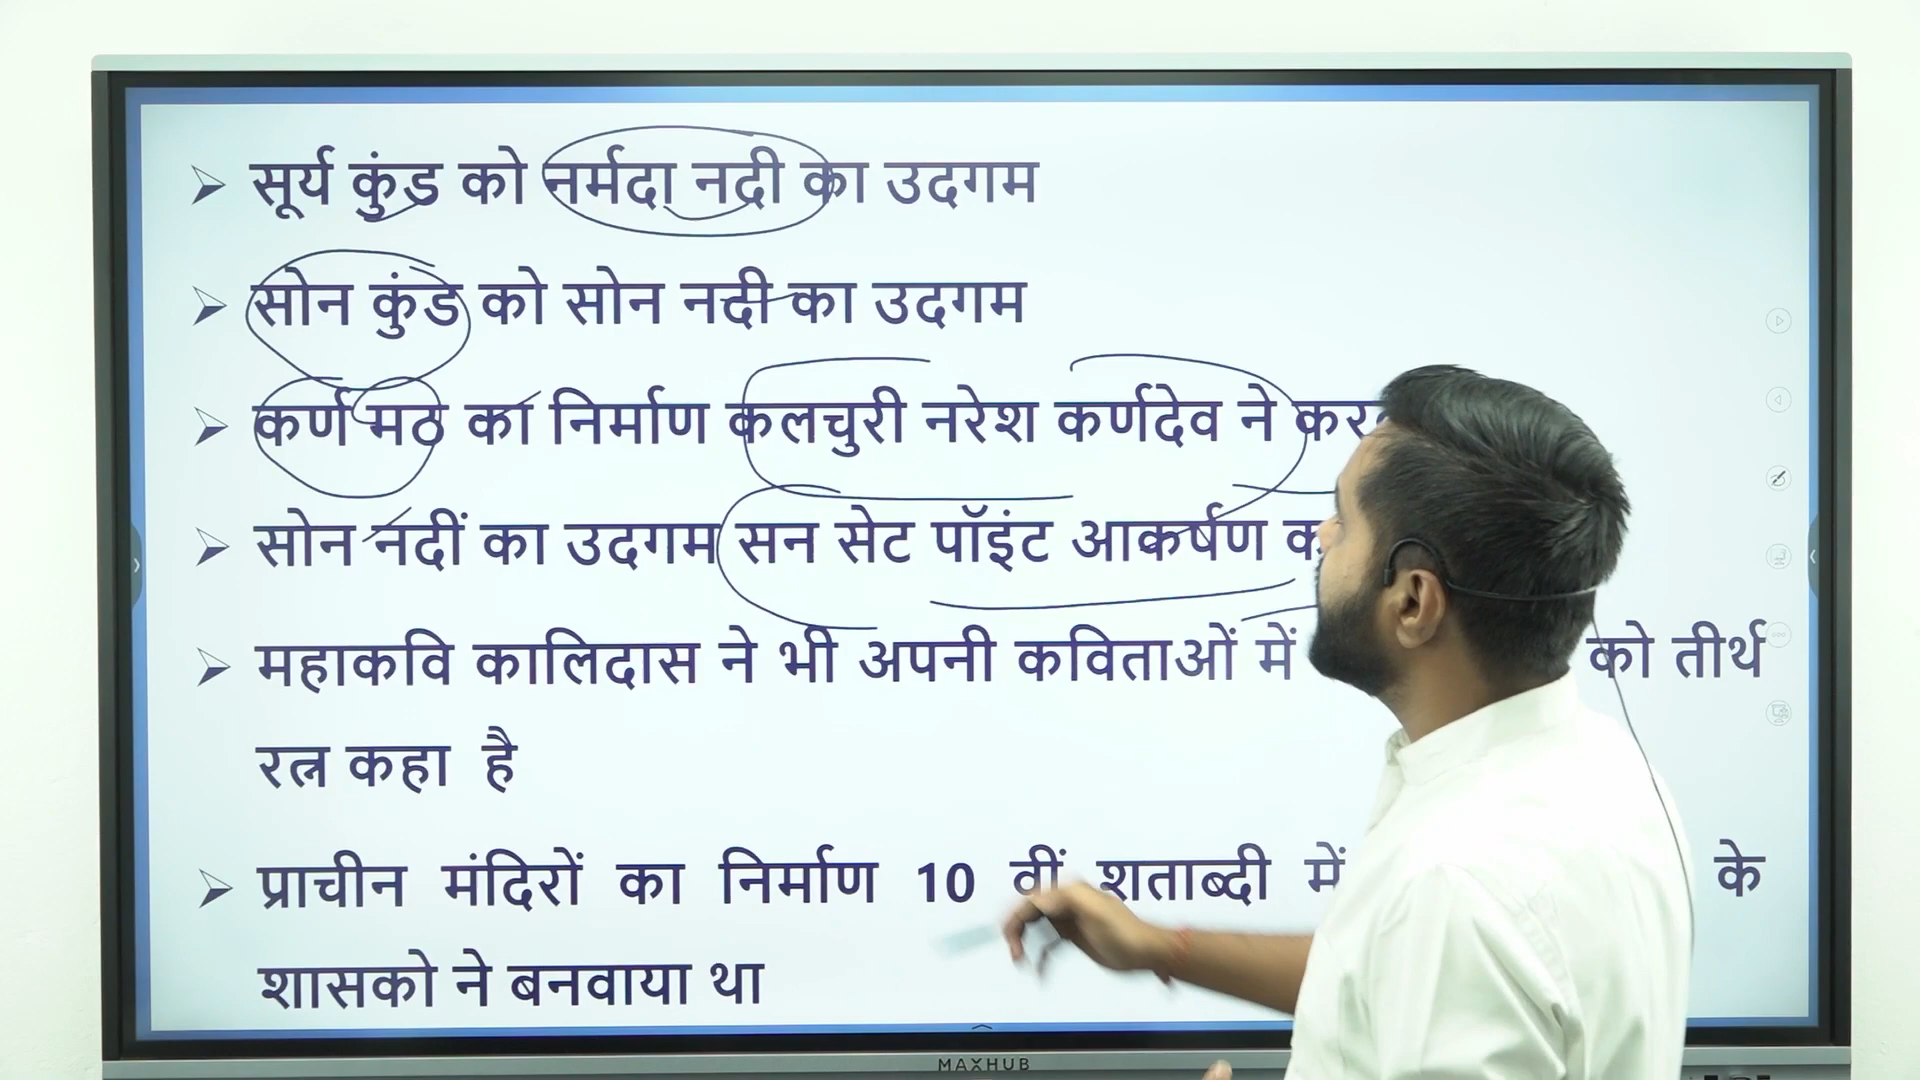 सूर्य कुंड को नर्मदा नदी का उदगम
सोन कुंड को सोन नदी का उदगम
कर्ण मठ का निर्माण कलचुरी नरेश कर्णदेव ने
सोन नदीं का उदगम सन सेट पॉइंट आकर्षण
महाकवि कालिदास ने भी अपनी कविताओं में को तीर्थ
रत्न कहा है
प्राचीन मंदिरों का निर्माण 10 वीं शताब्दी में के
शासको ने बनवाया था
MAXHUB